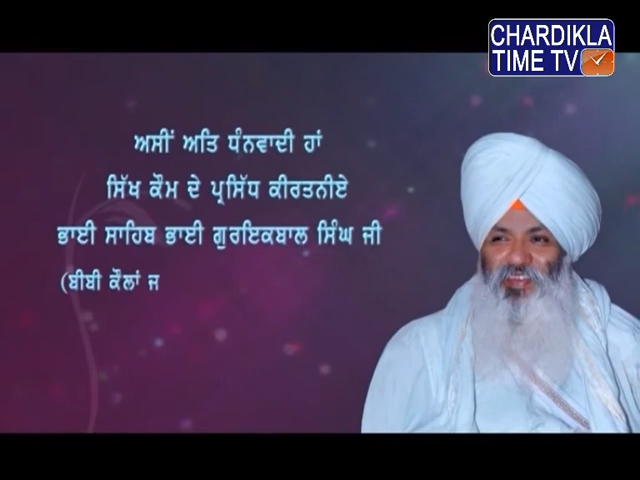 CHARDIKLA
TIME TV
ਅਸੀਂ ਅਤਿ ਧੰਨਵਾਦੀ ਹਾਂ
ਸਿੱਖ ਕੌਮ ਦੇ ਪ੍ਰਸਿੱਧ ਕੀਰਤਨੀਏ
ਭਾਈ ਸਾਹਿਬ ਭਾਈ ਗੁਰਇਕਬਾਲ ਸਿੰਘ ਜੀ
(ਬੀਬੀ ਕੌਲਾਂ ਜ